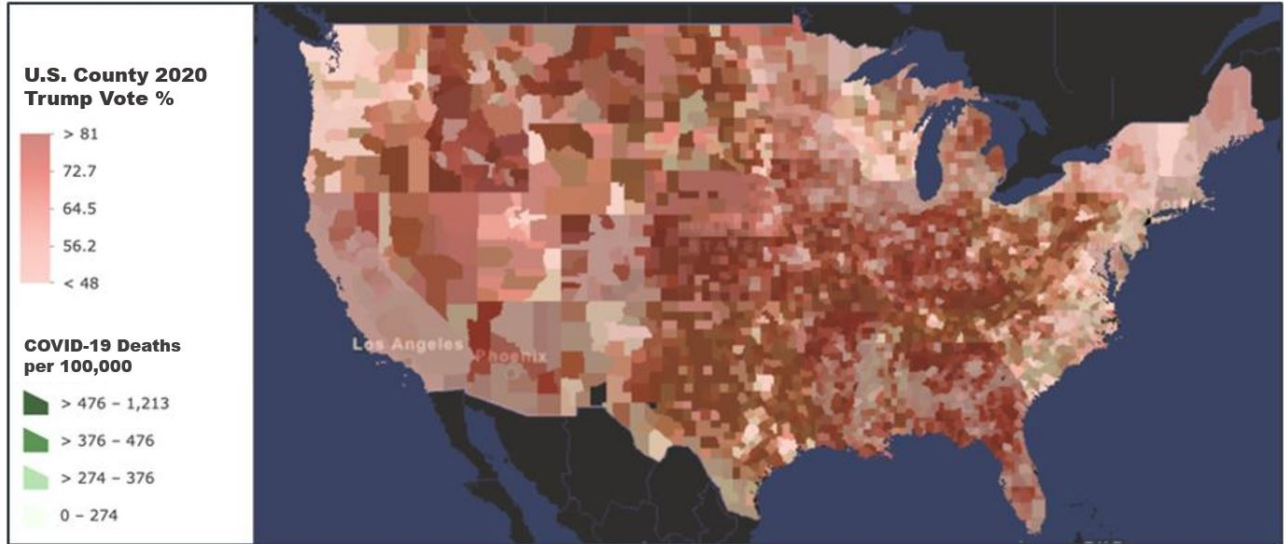 U.S. County 2020
Trump Vote %
> 81
72.7
64.5
56.2
< 48
COVID-19 Deaths
per 100,000
> 476 – 1,213
> 376 – 476
> 274 – 376
0 – 274
Los Angeles
Phoenix